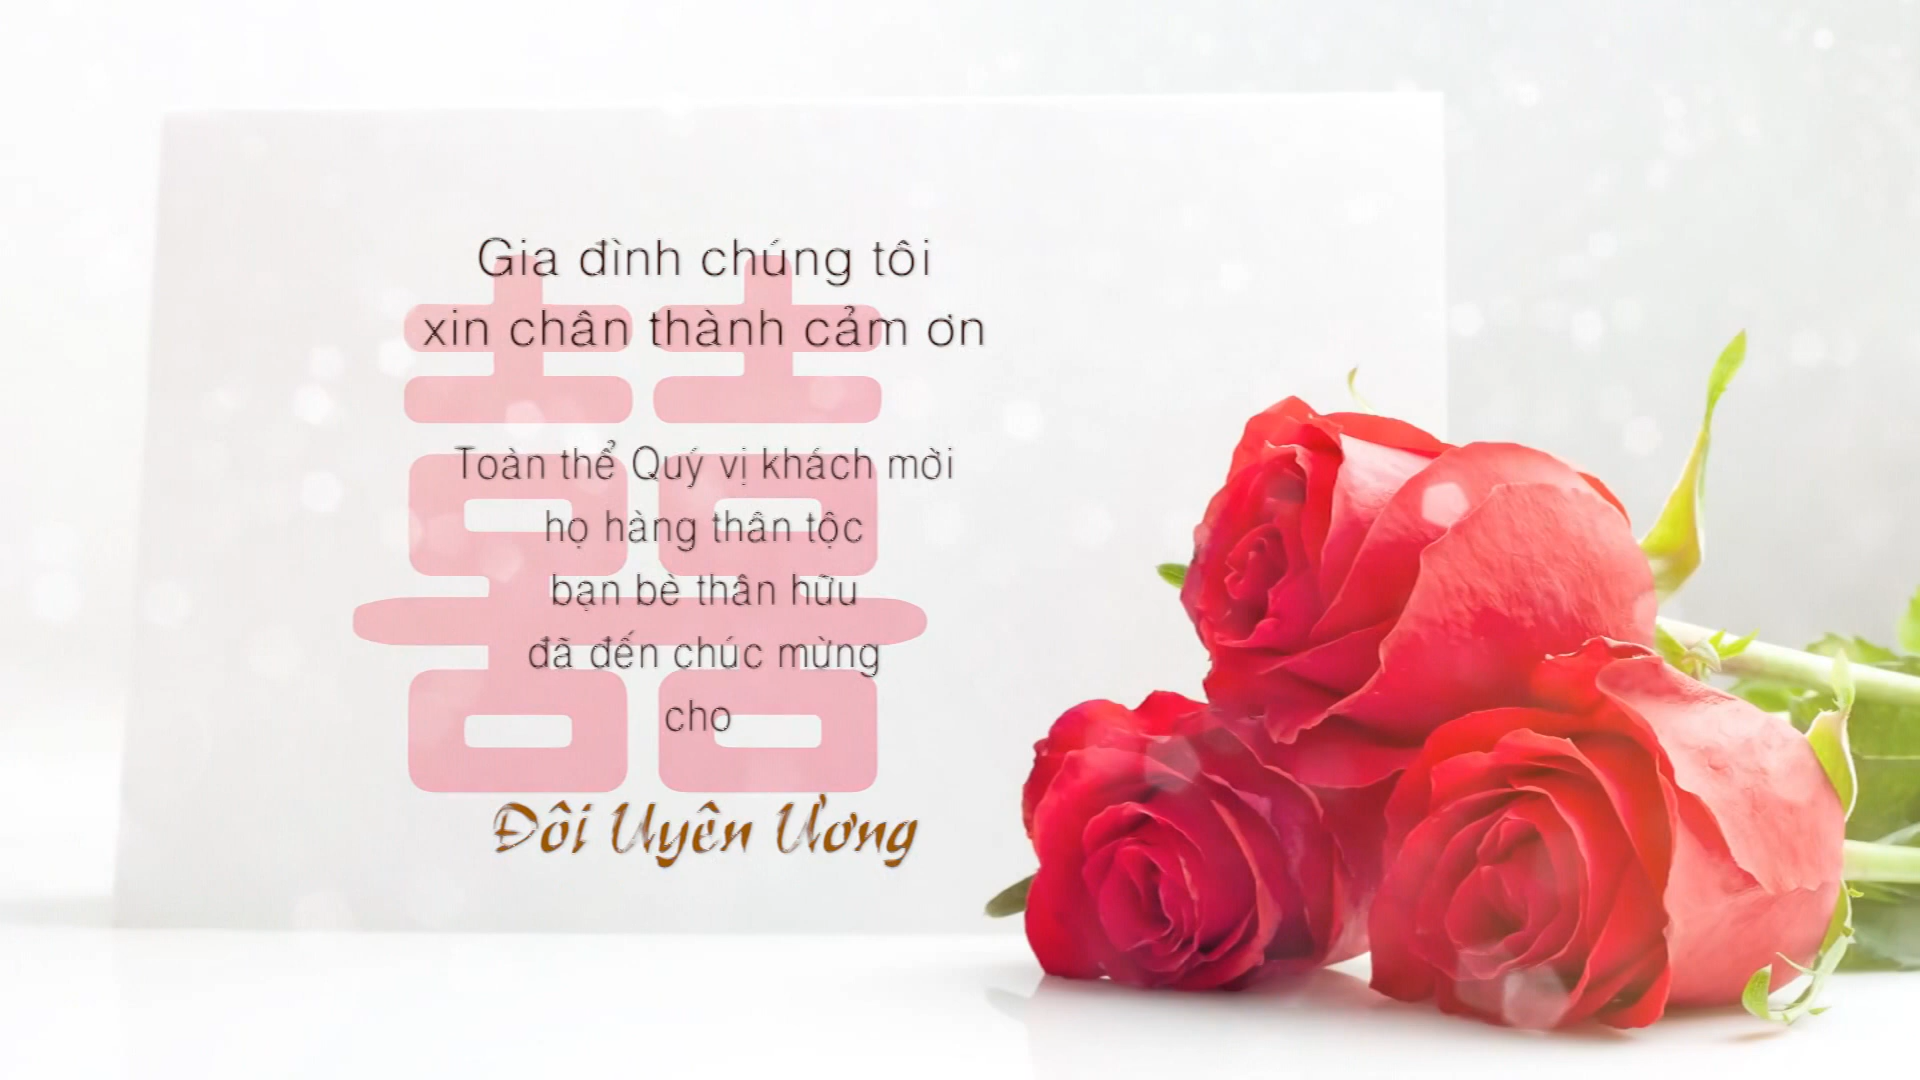 Gia đình chúng tôi
xin chân thành cảm ơn
Toàn thể Quý vị khách mời
họ hàng thân tộc
bạn bè thân hữu
đã đến chúc mừng
cho
Đôi Uyên Ương
囍